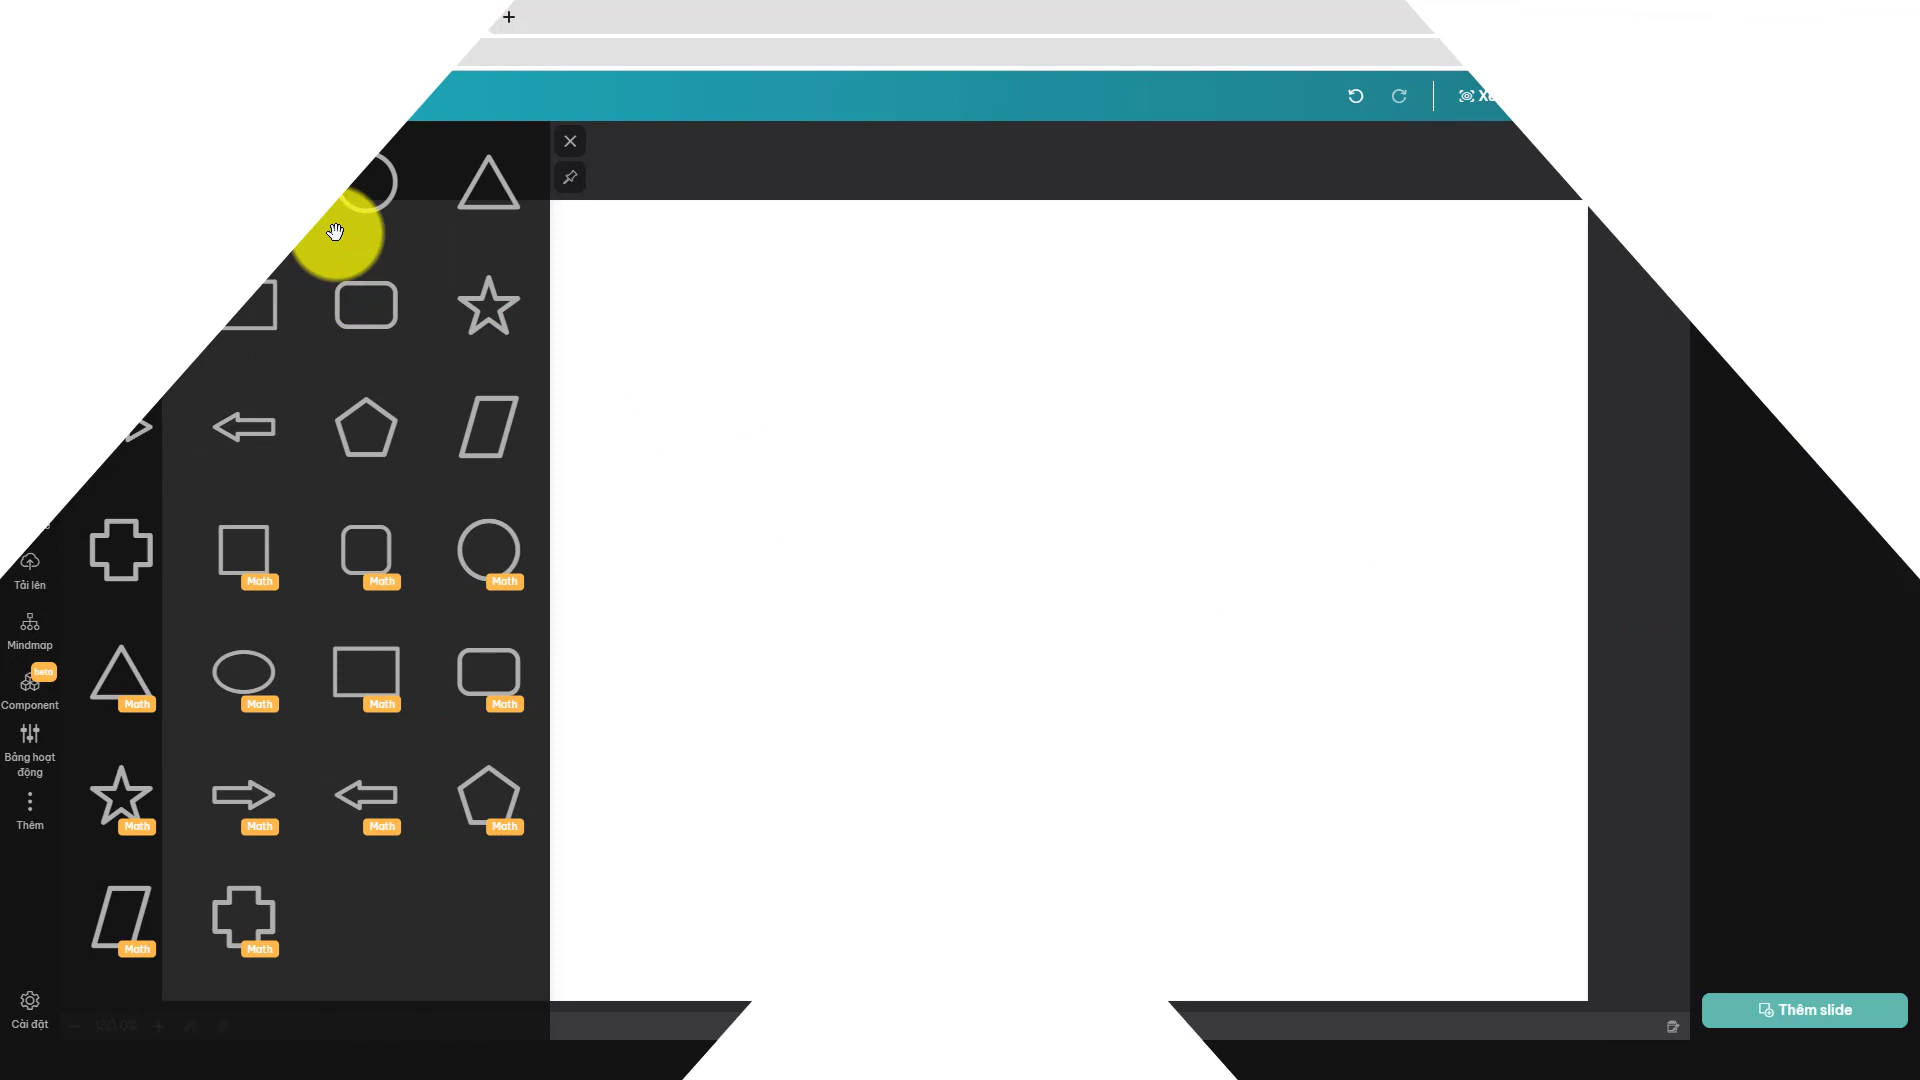 Math Math Math
Tải lên
Mindmap
beta
Component
Math Math Math Math
Bảng hoạt
động
Thêm
Math Math Math Math
Math Math
Cài đặt
Thêm slide